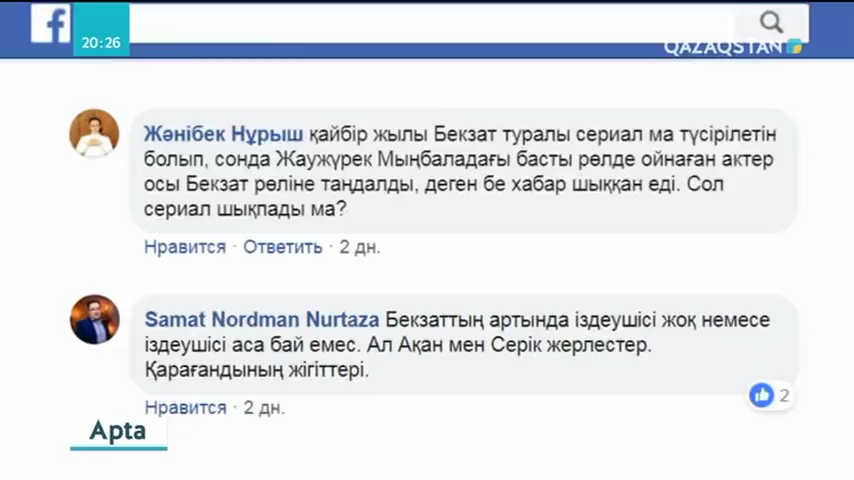 f
20:26
QAZAQSTAN
Жәнібек Нұрыш қайбір жылы Бекзат туралы сериал ма түсірілетін
болып, сонда Жаужүрек Мыңбаладағы басты рөлде ойнаған актер
осы Бекзат рөліне таңдалды, деген бе хабар шыққан еді. Сол
сериал шықпады ма?
Нравится · Ответить · 2 дн.
Samat Nordman Nurtaza Бекзаттың артында іздеушісі жоқ немесе
іздеушісі аса бай емес. Ал Ақан мен Серік жерлестер.
Қарағандының жігіттері.
2
Нравится · 2 дн.
Apta